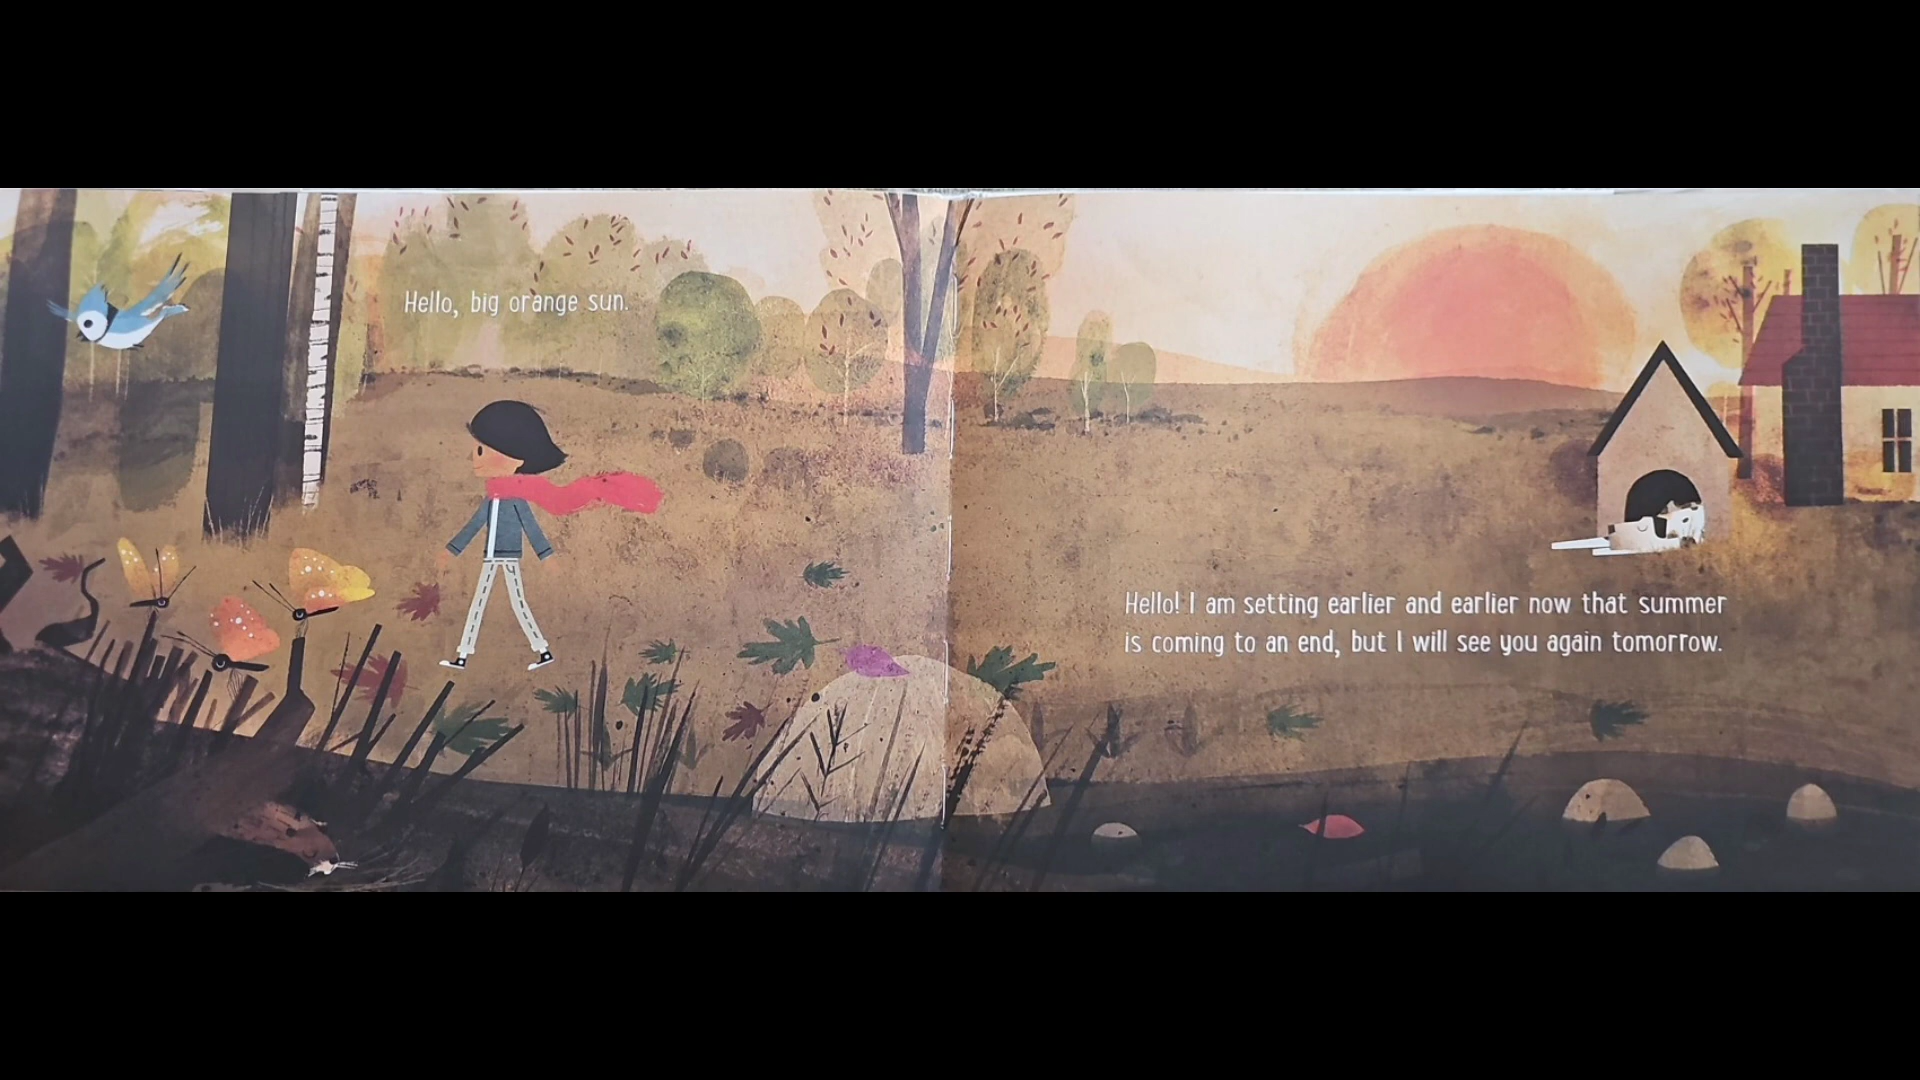 Hello, big orange sun.
Hello! I am setting earlier and earlier now that summer
is coming to an end, but I will see you again tomorrow.